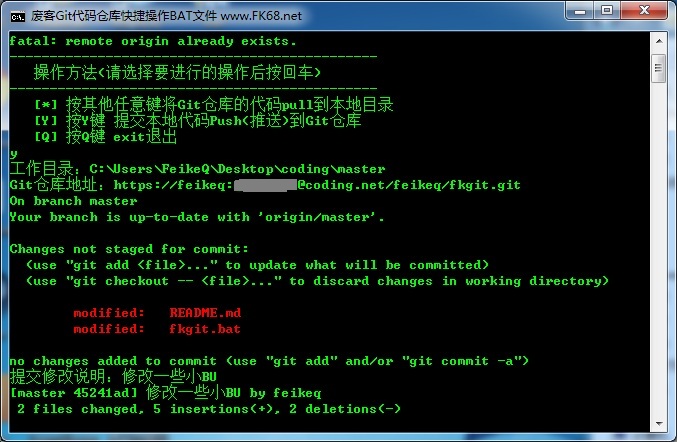 废客Git代码仓库快捷操作BAT文件 www.FK68.net
fatal: remote origin already exists.
---------------------------------------------
操作方法(请选择要进行的操作后按回车)
---------------------------------------------
[*] 按其他任意键将Git仓库的代码pull到本地目录
[Y] 按Y键 提交本地代码Push(推送)到Git仓库
[Q] 按Q键 exit退出
y
工作目录: C:\Users\FeikeQ\Desktop\coding\master
Git仓库地址: https://feikeq:@coding.net/feikeq/fkgit.git
On branch master
Your branch is up-to-date with 'origin/master'.
Changes not staged for commit:
(use "git add <file>..." to update what will be committed)
(use "git checkout -- <file>..." to discard changes in working directory)
modified: README.md
modified: fkgit.bat
no changes added to commit (use "git add" and/or "git commit -a")
提交修改说明: 修改一些小BU
[master 45241ad] 修改一些小BU by feikeq
2 files changed, 5 insertions(+), 2 deletions(-)